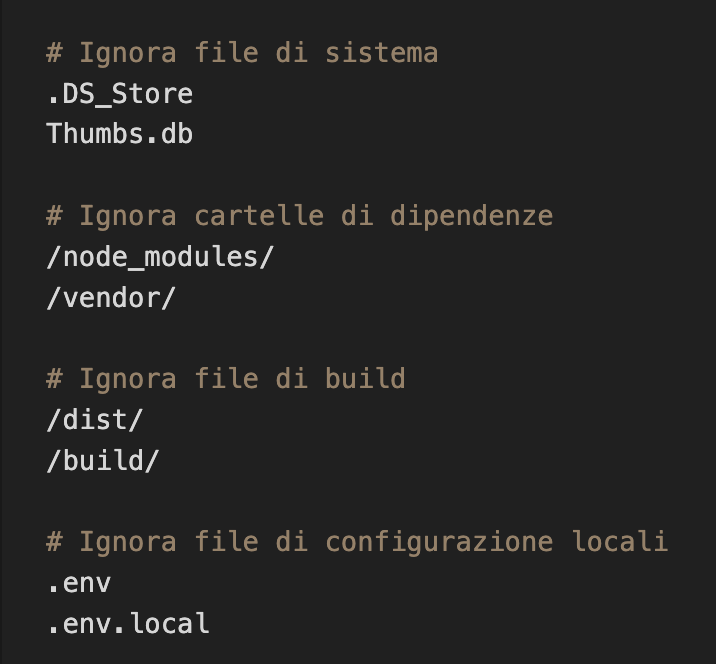 # Ignora file di sistema
.DS_Store
Thumbs.db
# Ignora cartelle di dipendenze
/node_modules/
/vendor/
# Ignora file di build
/dist/
/build/
# Ignora file di configurazione locali
.env
.env.local